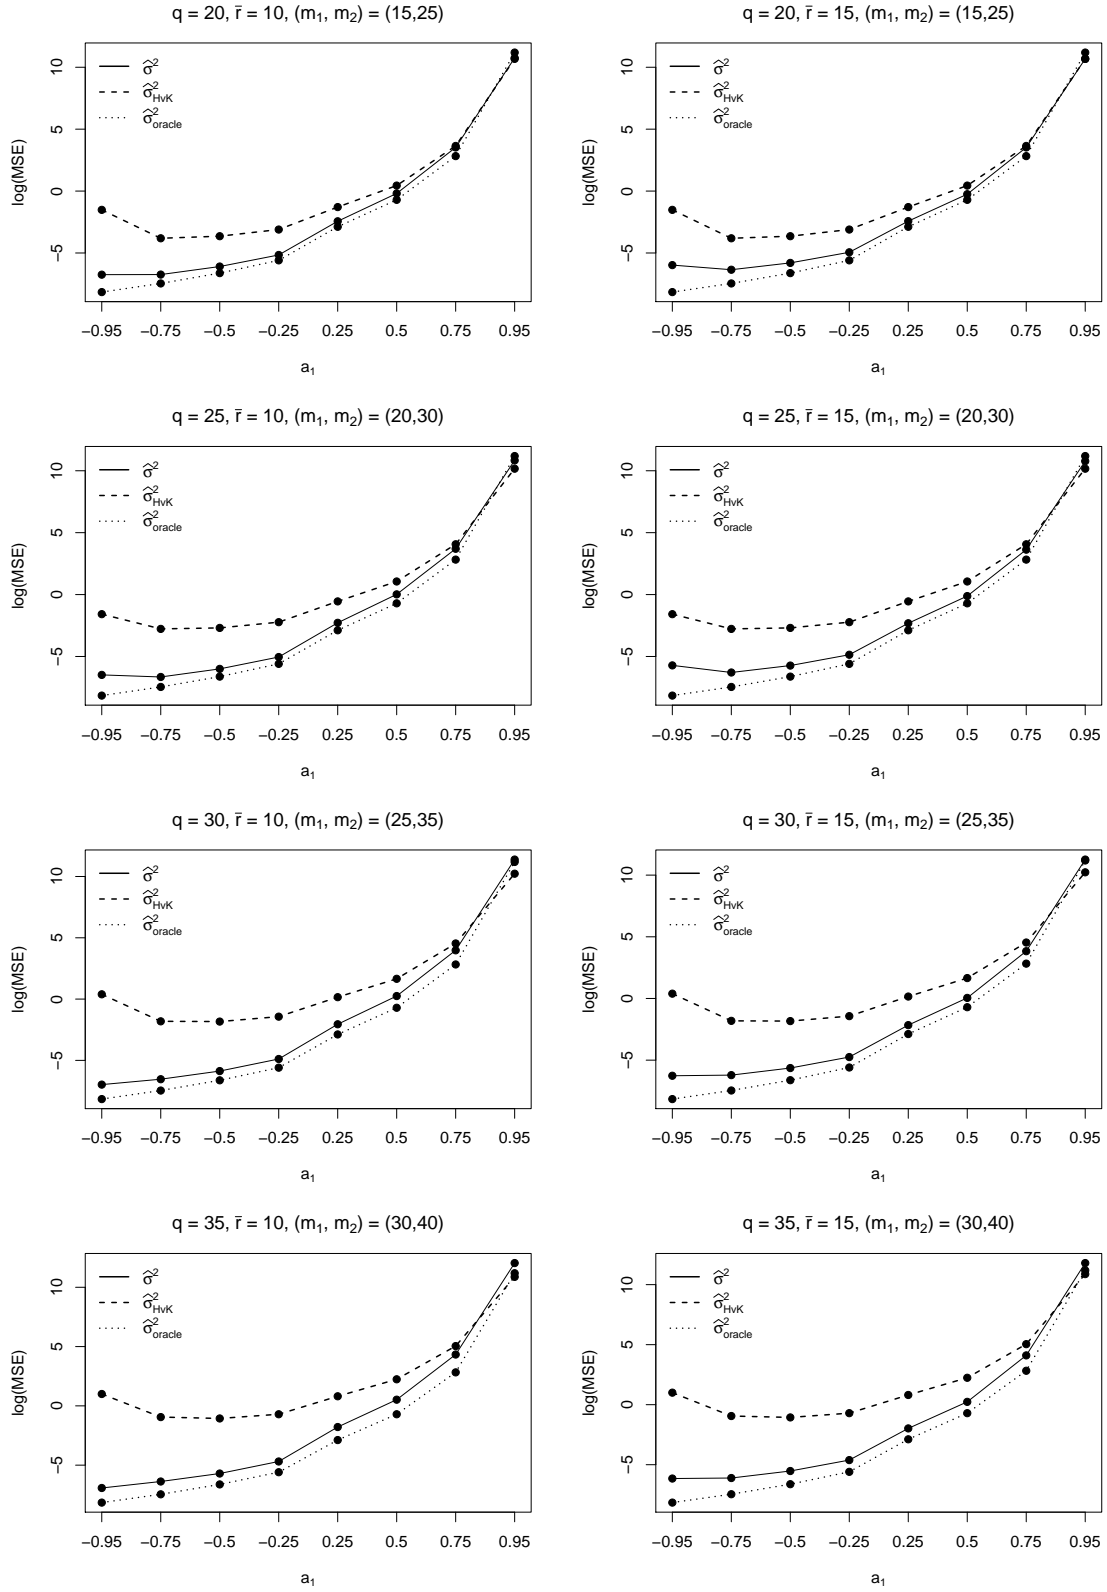 q = 20, r̄ = 10, (m₁, m₂) = (15,25)
log(MSE)
10
5
0
−5
σ̂²
σ̂²HvK
σ̂²oracle
−0.95 −0.75 −0.5 −0.25 0.25 0.5 0.75 0.95
a₁
q = 20, r̄ = 15, (m₁, m₂) = (15,25)
log(MSE)
10
5
0
−5
σ̂²
σ̂²HvK
σ̂²oracle
−0.95 −0.75 −0.5 −0.25 0.25 0.5 0.75 0.95
a₁
q = 25, r̄ = 10, (m₁, m₂) = (20,30)
log(MSE)
10
5
0
−5
σ̂²
σ̂²HvK
σ̂²oracle
−0.95 −0.75 −0.5 −0.25 0.25 0.5 0.75 0.95
a₁
q = 25, r̄ = 15, (m₁, m₂) = (20,30)
log(MSE)
10
5
0
−5
σ̂²
σ̂²HvK
σ̂²oracle
−0.95 −0.75 −0.5 −0.25 0.25 0.5 0.75 0.95
a₁
q = 30, r̄ = 10, (m₁, m₂) = (25,35)
log(MSE)
10
5
0
−5
σ̂²
σ̂²HvK
σ̂²oracle
−0.95 −0.75 −0.5 −0.25 0.25 0.5 0.75 0.95
a₁
q = 30, r̄ = 15, (m₁, m₂) = (25,35)
log(MSE)
10
5
0
−5
σ̂²
σ̂²HvK
σ̂²oracle
−0.95 −0.75 −0.5 −0.25 0.25 0.5 0.75 0.95
a₁
q = 35, r̄ = 10, (m₁, m₂) = (30,40)
log(MSE)
10
5
0
−5
σ̂²
σ̂²HvK
σ̂²oracle
−0.95 −0.75 −0.5 −0.25 0.25 0.5 0.75 0.95
a₁
q = 35, r̄ = 15, (m₁, m₂) = (30,40)
log(MSE)
10
5
0
−5
σ̂²
σ̂²HvK
σ̂²oracle
−0.95 −0.75 −0.5 −0.25 0.25 0.5 0.75 0.95
a₁